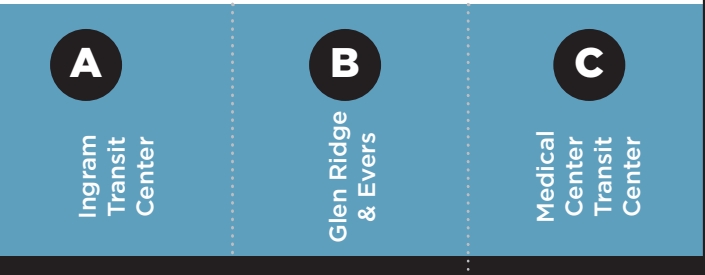 A
Ingram
Transit
Center
B
Glen Ridge
& Evers
C
Medical
Center
Transit
Center